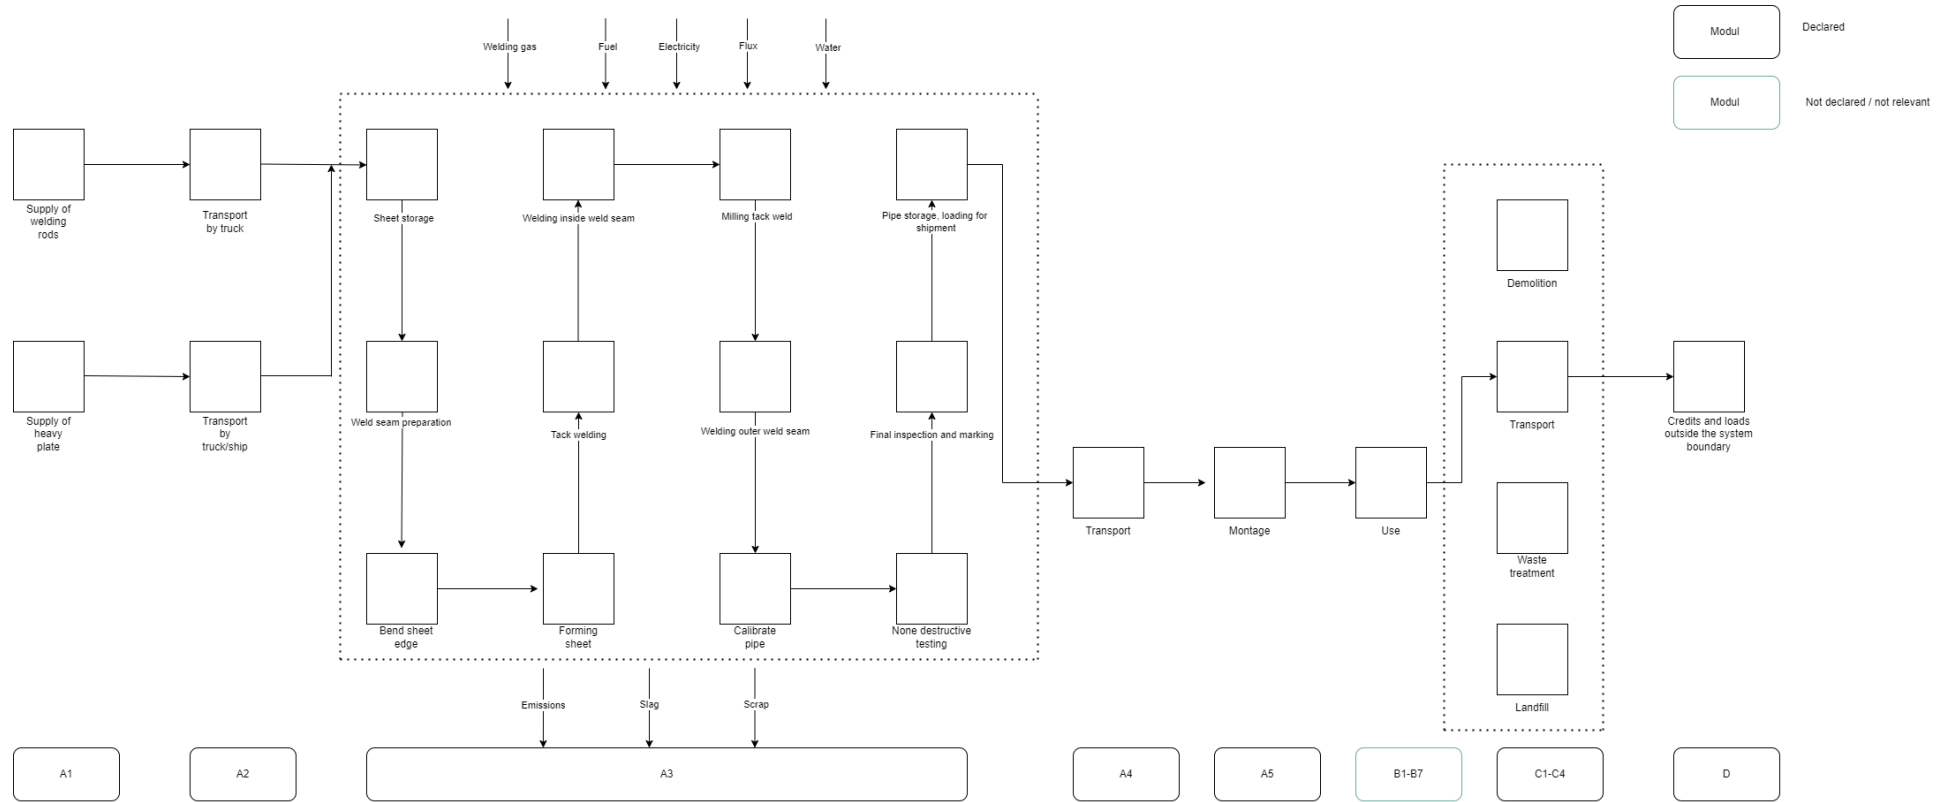 Modul
Declared
Modul
Not declared / not relevant
Welding gas
Fuel
Electricity
Flux
Water
Supply of
welding
rods
Transport
by truck
Sheet storage
Welding inside weld seam
Milling tack weld
Pipe storage, loading for
shipment
Demolition
Supply of
heavy
plate
Transport
by
truck/ship
Weld seam preparation
Tack welding
Welding outer weld seam
Final inspection and marking
Transport
Credits and loads
outside the system
boundary
Transport
Montage
Use
Waste
treatment
Bend sheet
edge
Forming
sheet
Calibrate
pipe
None destructive
testing
Landfill
Emissions
Slag
Scrap
A1
A2
A3
A4
A5
B1-B7
C1-C4
D